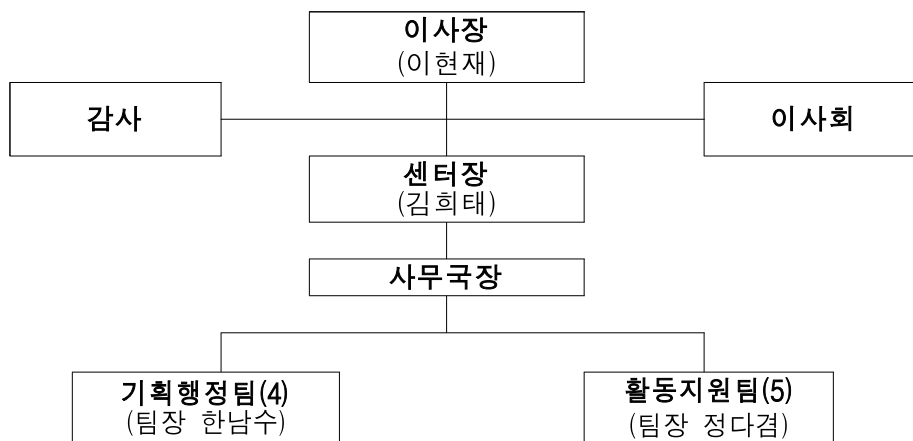 이사장
(이현재)
감사
이사회
센터장
(김희태)
사무국장
기획행정팀(4)
(팀장 한남수)
활동지원팀(5)
(팀장 정다겸)